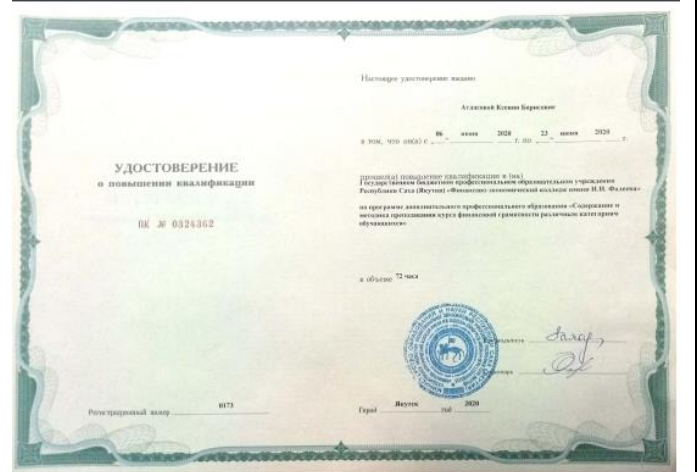 УДОСТОВЕРЕНИЕ
о повышении квалификации
ПК № 0324362
Регистрационный номер 0173
Настоящее удостоверение выдано
Атласовой Ксении Борисовне
в том, что он(а) с „06“ июня 2020 г. по „23“ июня 2020 г.
прошел(а) повышение квалификации в (на)
Государственном бюджетном профессиональном образовательном учреждении
Республики Саха (Якутия) «Финансово-экономический колледж имени И.И. Фадеева»
по программе дополнительного профессионального образования «Содержание и
методика преподавания курса финансовой грамотности различным категориям
обучающихся»
в объеме 72 часа
Город Якутск год 2020